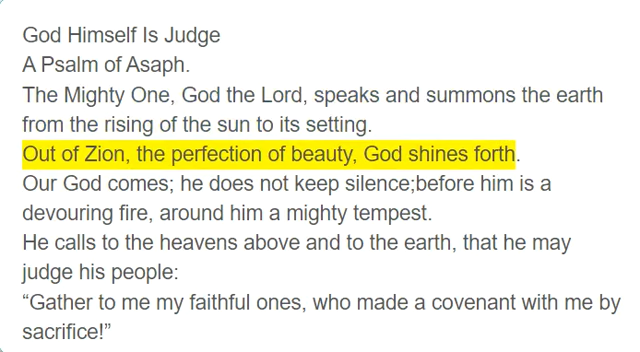 God Himself Is Judge
A Psalm of Asaph.
The Mighty One, God the Lord, speaks and summons the earth
from the rising of the sun to its setting.
Out of Zion, the perfection of beauty, God shines forth.
Our God comes; he does not keep silence;before him is a
devouring fire, around him a mighty tempest.
He calls to the heavens above and to the earth, that he may
judge his people:
“Gather to me my faithful ones, who made a covenant with me by
sacrifice!”